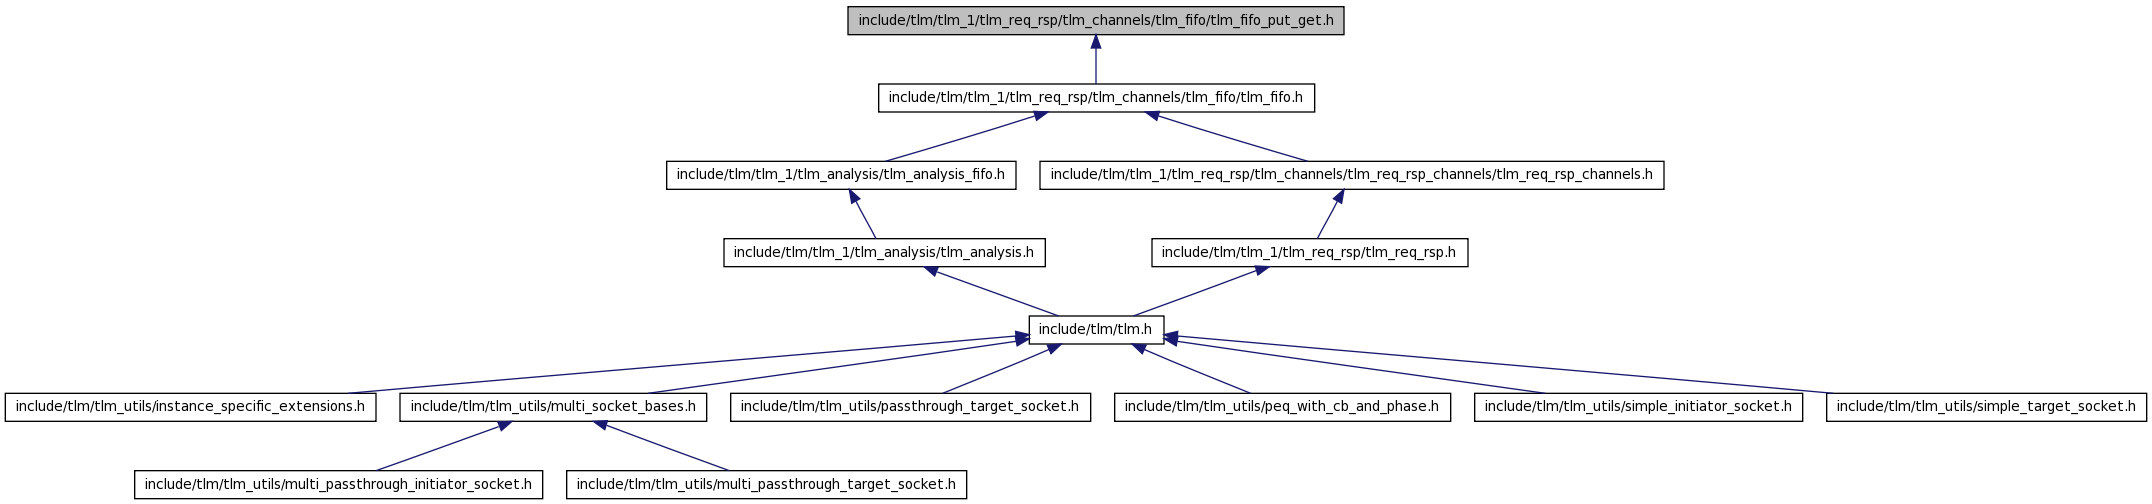 include/tlm/tlm_1/tlm_req_rsp/tlm_channels/tlm_fifo/tlm_fifo_put_get.h
include/tlm/tlm_1/tlm_req_rsp/tlm_channels/tlm_fifo/tlm_fifo.h
include/tlm/tlm_1/tlm_analysis/tlm_analysis_fifo.h
include/tlm/tlm_1/tlm_req_rsp/tlm_channels/tlm_req_rsp_channels/tlm_req_rsp_channels.h
include/tlm/tlm_1/tlm_analysis/tlm_analysis.h
include/tlm/tlm_1/tlm_req_rsp/tlm_req_rsp.h
include/tlm/tlm.h
include/tlm/tlm_utils/instance_specific_extensions.h
include/tlm/tlm_utils/multi_socket_bases.h
include/tlm/tlm_utils/passthrough_target_socket.h
include/tlm/tlm_utils/peq_with_cb_and_phase.h
include/tlm/tlm_utils/simple_initiator_socket.h
include/tlm/tlm_utils/simple_target_socket.h
include/tlm/tlm_utils/multi_passthrough_initiator_socket.h
include/tlm/tlm_utils/multi_passthrough_target_socket.h